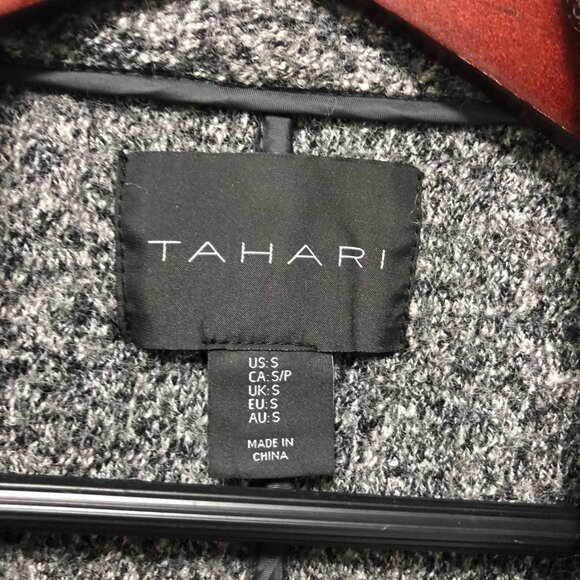 TAHARI
US: S
CA: S/P
UK: S
EU: S
AU: S
MADE IN
CHINA